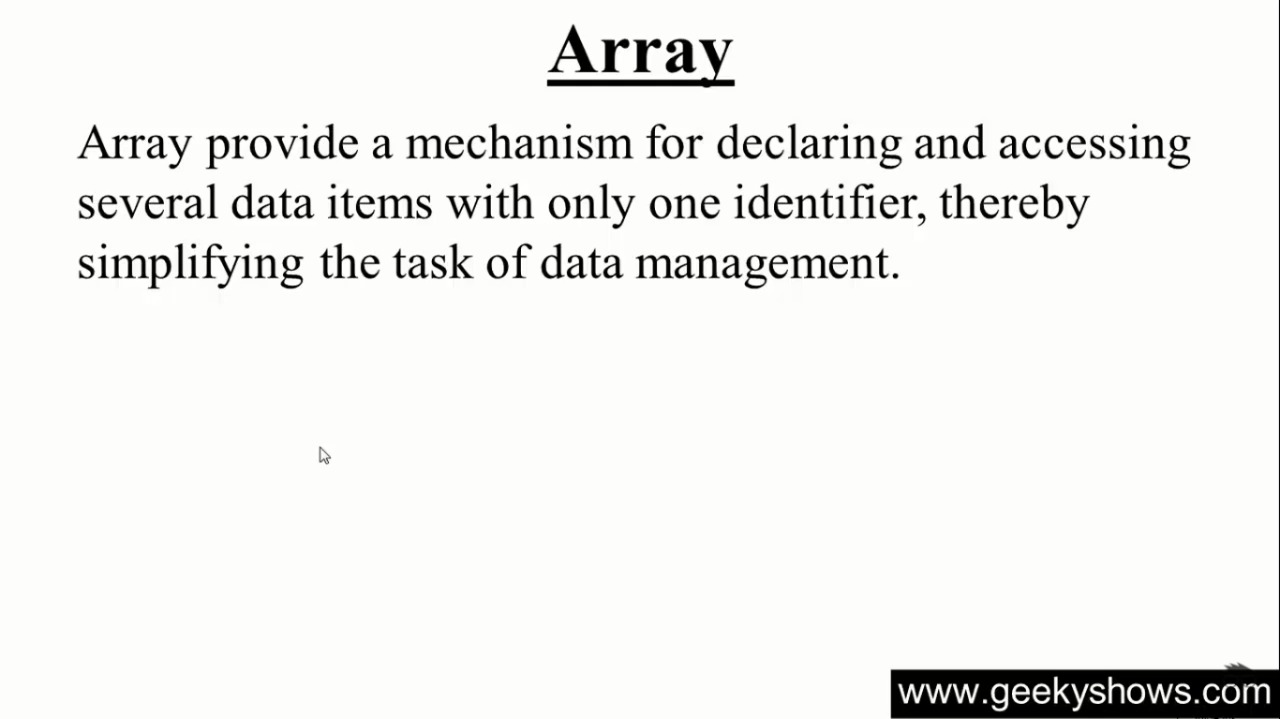 Array
Array provide a mechanism for declaring and accessing
several data items with only one identifier, thereby
simplifying the task of data management.
www.geekyshows.com